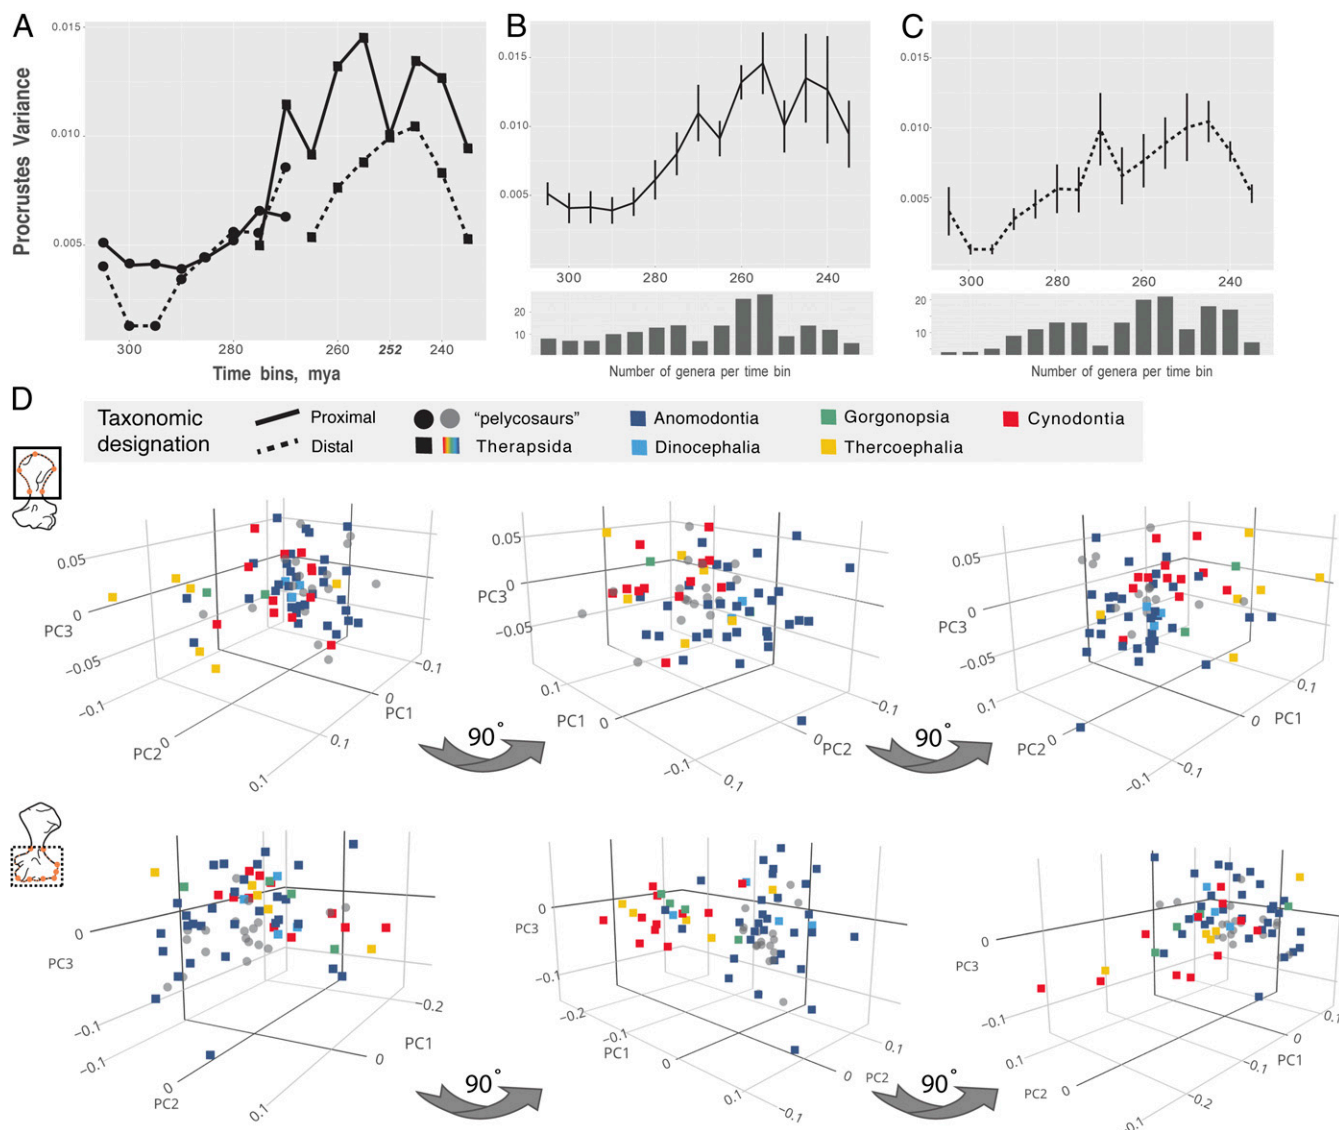 A
B
C
0.015
0.010
0.005
Procrustes Variance
300
280
260
252
240
Time bins, mya
0.015
0.010
0.005
300
280
260
240
20
10
Number of genera per time bin
0.015
0.010
0.005
300
280
260
240
20
10
Number of genera per time bin
D
Taxonomic designation
Proximal
Distal
"pelycosaurs"
Therapsida
Anomodontia
Dinocephalia
Gorgonopsia
Thercoephalia
Cynodontia
0.05
0
PC3
−0.05
−0.1
PC2
0
0.1
0.1
0
PC1
−0.1
90°
0.05
0
PC3
−0.05
0.1
PC1
0
−0.1
0.1
0
PC2
−0.1
90°
0.05
0
PC3
−0.05
0.1
PC2
0
−0.1
−0.1
0
PC1
0.1
0
PC3
−0.1
−0.1
0
PC2
0.1
0
PC1
−0.2
90°
0
PC3
−0.1
−0.2
−0.1
PC1
0
0.1
−0.1
0
PC2
0.1
90°
0
PC3
−0.1
0.1
PC2
0
−0.1
−0.2
−0.1
PC1
0
0.1